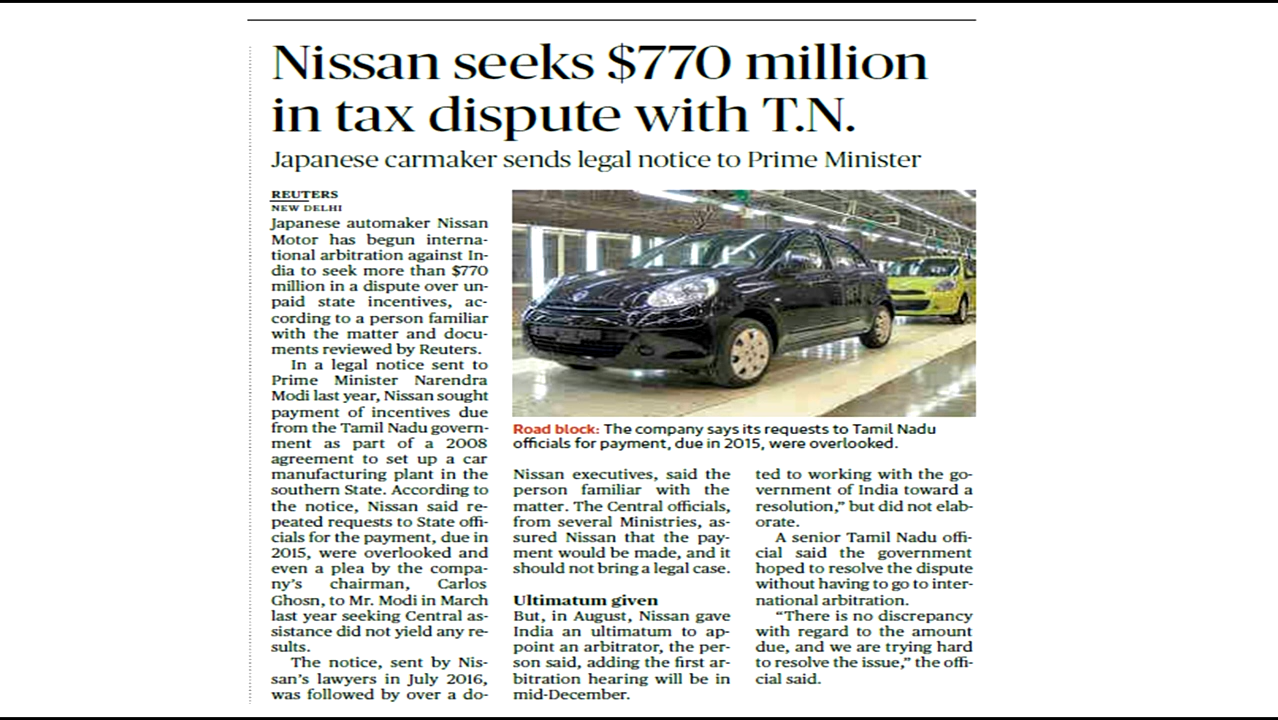 Nissan seeks $770 million
in tax dispute with T.N.
Japanese carmaker sends legal notice to Prime Minister
REUTERS
NEW DELHI
Japanese automaker Nissan
Motor has begun interna-
tional arbitration against In-
dia to seek more than $770
million in a dispute over un-
paid state incentives, ac-
cording to a person familiar
with the matter and docu-
ments reviewed by Reuters.
In a legal notice sent to
Prime Minister Narendra
Modi last year, Nissan sought
payment of incentives due
from the Tamil Nadu govern-
ment as part of a 2008
agreement to set up a car
manufacturing plant in the
southern State. According to
the notice, Nissan said re-
peated requests to State offi-
cials for the payment, due in
2015, were overlooked and
even a plea by the compa-
ny's chairman, Carlos
Ghosn, to Mr. Modi in March
last year seeking Central as-
sistance did not yield any re-
sults.
The notice, sent by Nis-
san's lawyers in July 2016,
was followed by over a do-
Road block: The company says its requests to Tamil Nadu
officials for payment, due in 2015, were overlooked.
Nissan executives, said the
person familiar with the
matter. The Central officials,
from several Ministries, as-
sured Nissan that the pay-
ment would be made, and it
should not bring a legal case.
Ultimatum given
But, in August, Nissan gave
India an ultimatum to ap-
point an arbitrator, the per-
son said, adding the first ar-
bitration hearing will be in
mid-December.
ted to working with the go-
vernment of India toward a
resolution," but did not elab-
orate.
A senior Tamil Nadu offi-
cial said the government
hoped to resolve the dispute
without having to go to inter-
national arbitration.
"There is no discrepancy
with regard to the amount
due, and we are trying hard
to resolve the issue," the offi-
cial said.